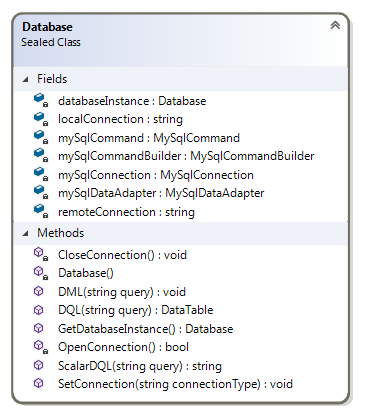 Database
Sealed Class
Fields
databaseInstance : Database
localConnection : string
mySqlCommand : MySqlCommand
mySqlCommandBuilder : MySqlCommandBuilder
mySqlConnection : MySqlConnection
mySqlDataAdapter : MySqlDataAdapter
remoteConnection : string
Methods
CloseConnection() : void
Database()
DML(string query) : void
DQL(string query) : DataTable
GetDatabaseInstance() : Database
OpenConnection() : bool
ScalarDQL(string query) : string
SetConnection(string connectionType) : void